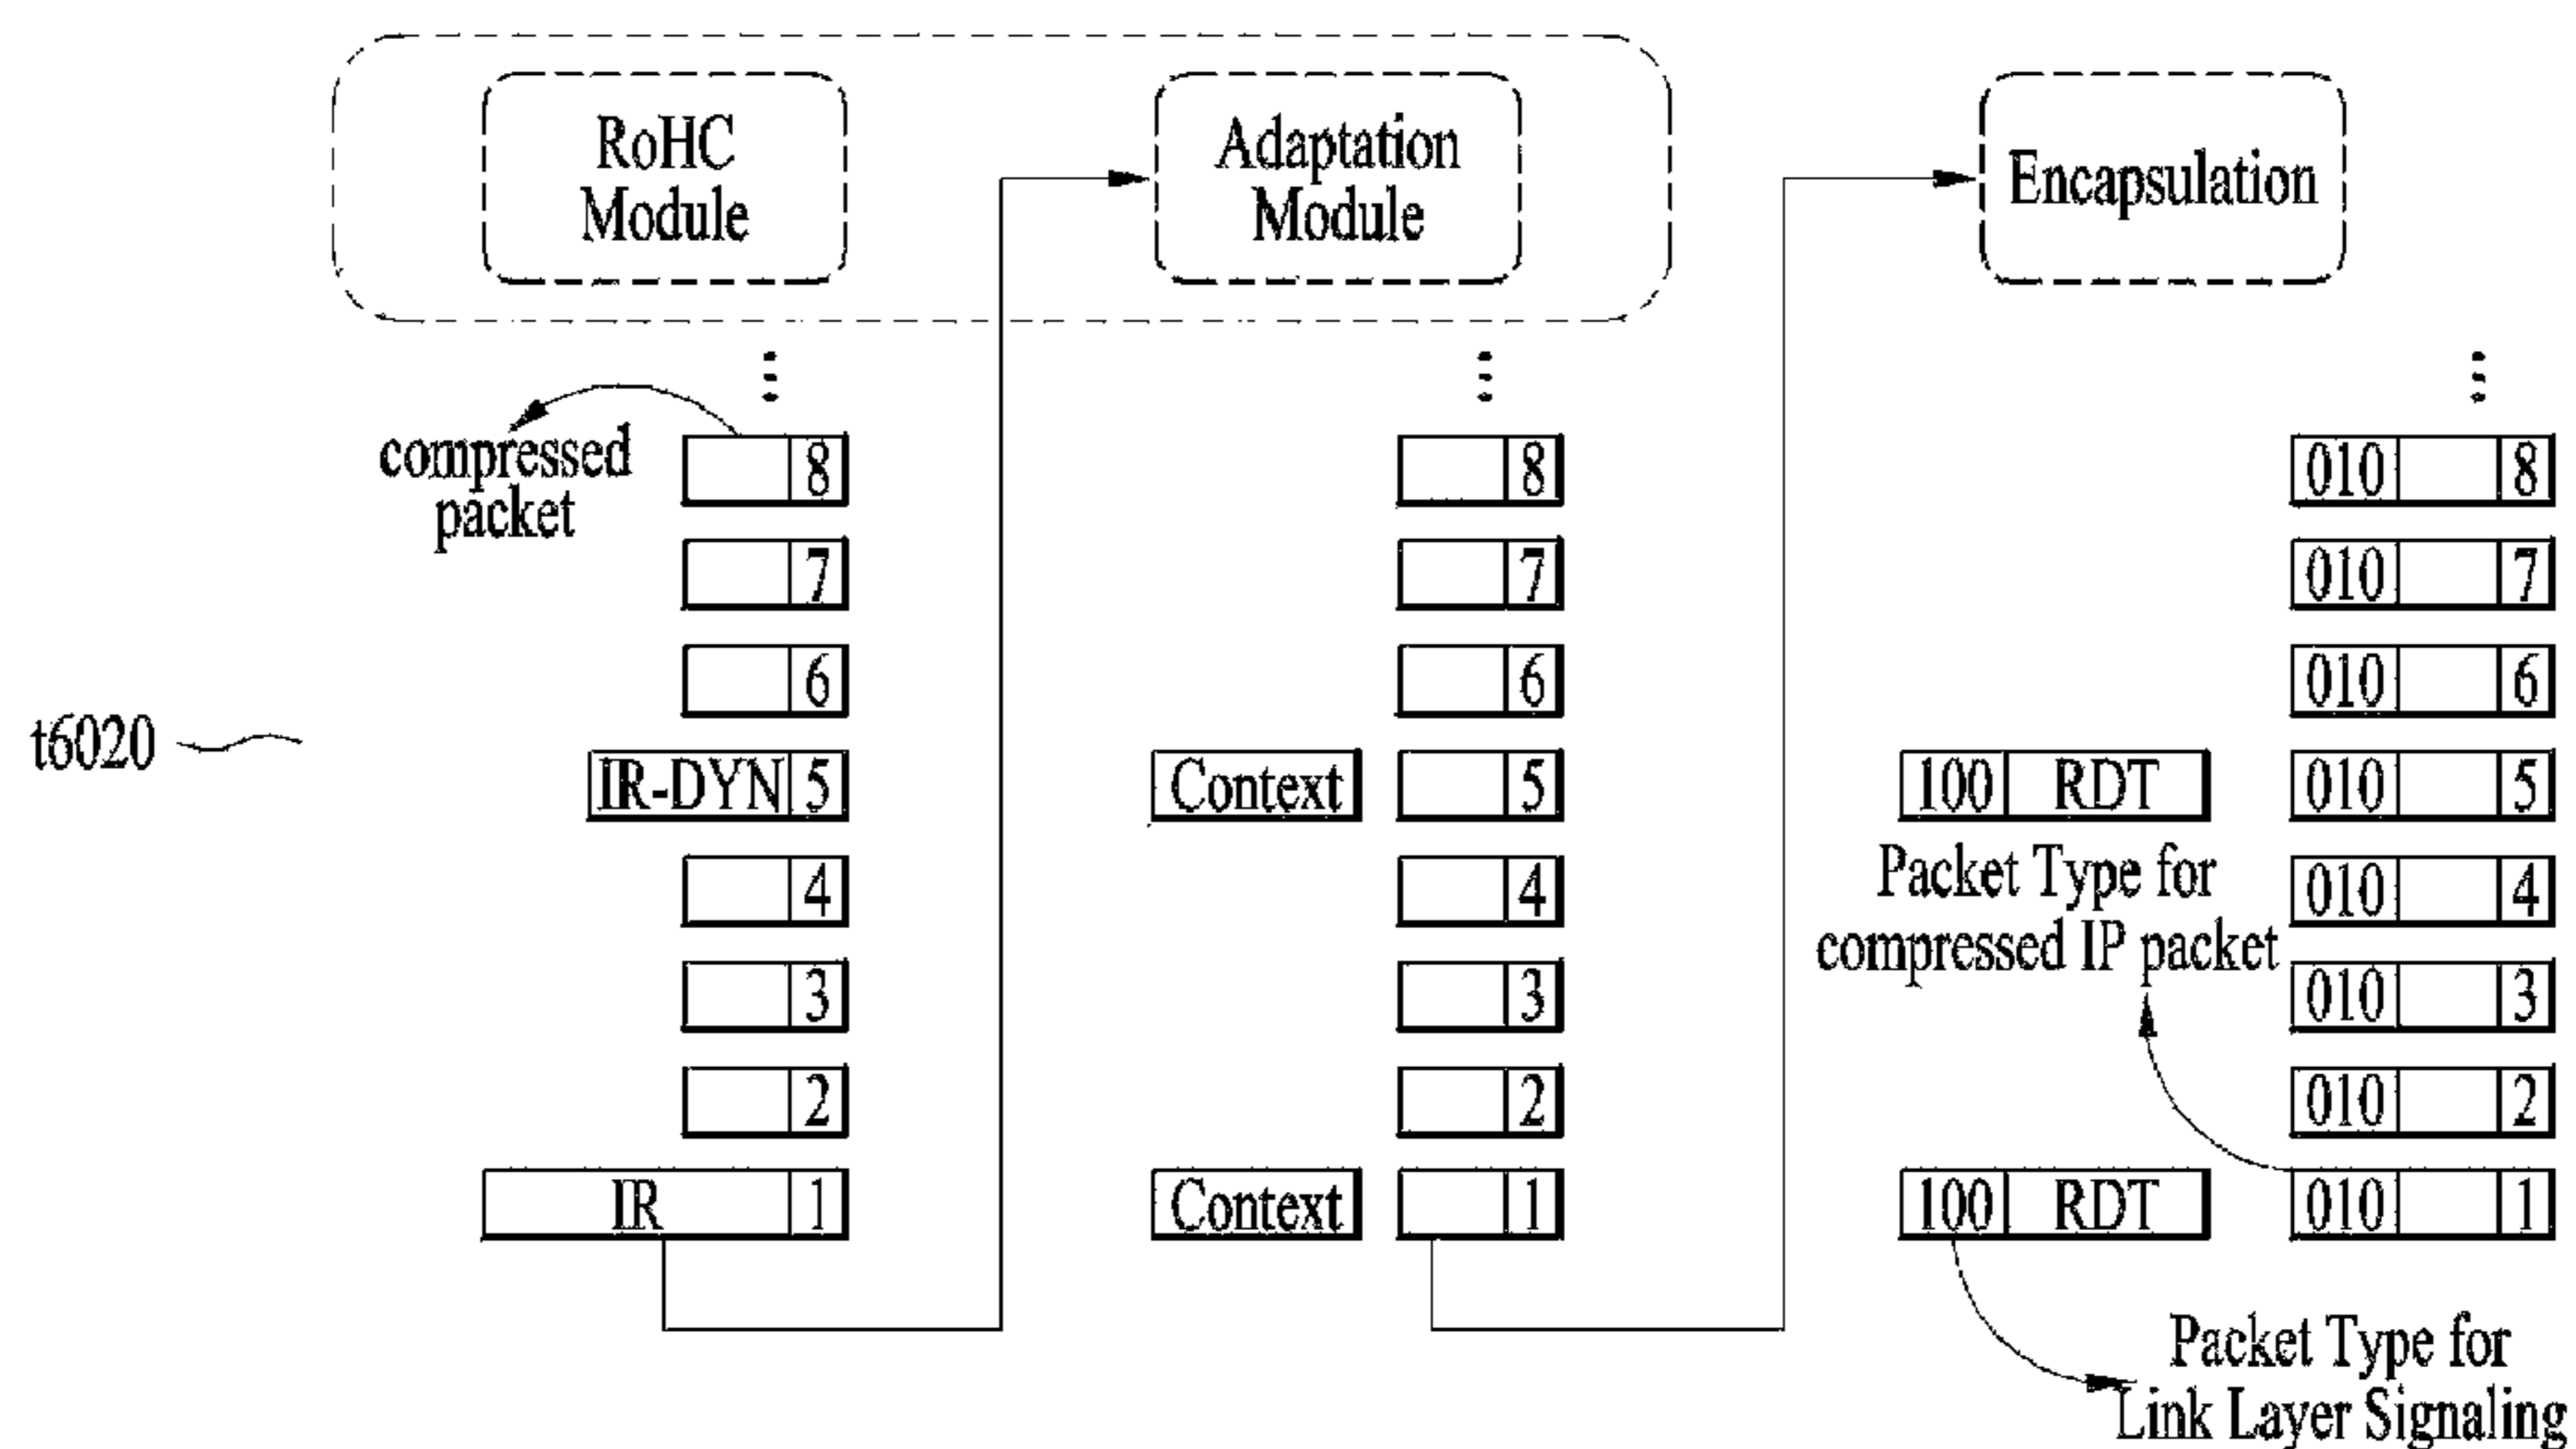 RoHC
Module
Adaptation
Module
Encapsulation
compressed
packet
8
8
010 8
7
7
010 7
6
6
010 6
t6020
IR-DYN 5
Context 5
100 RDT 010 5
4
4
Packet Type for
compressed IP packet
010 4
3
3
010 3
2
2
010 2
IR 1
Context 1
100 RDT 010 1
Packet Type for
Link Layer Signaling